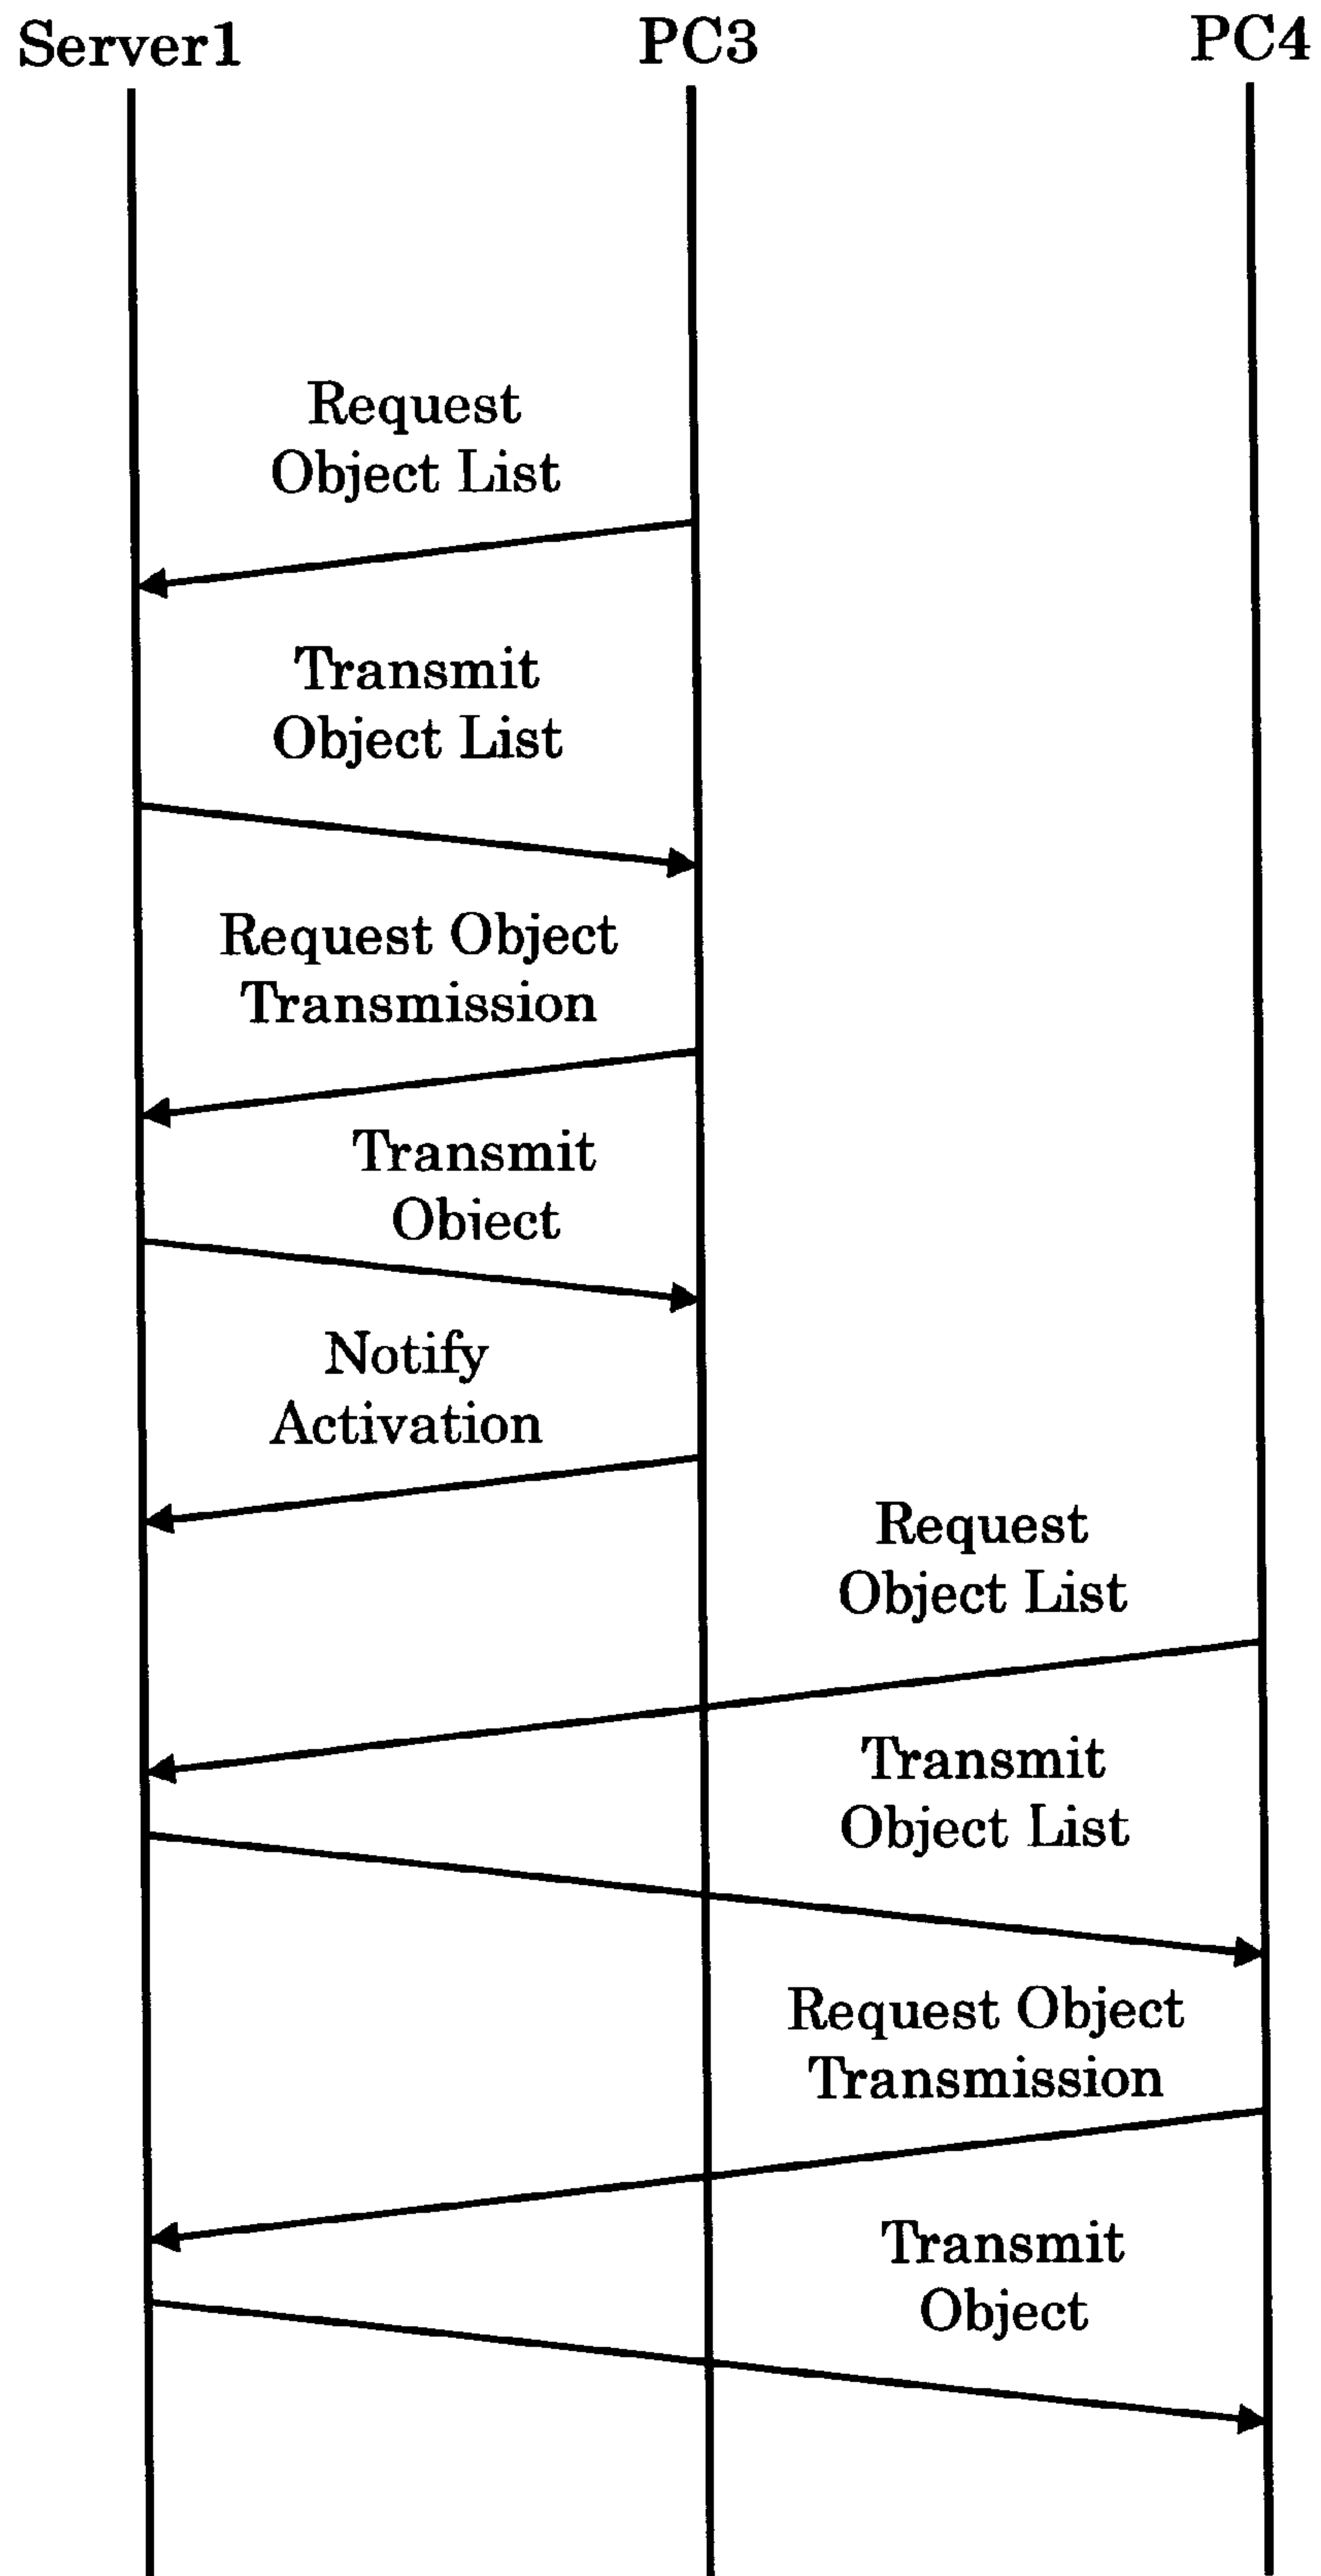 Server1 PC3 PC4
Request
Object List
Transmit
Object List
Request Object
Transmission
Transmit
Obiect
Notify
Activation
Request
Object List
Transmit
Object List
Request Object
Transmission
Transmit
Object